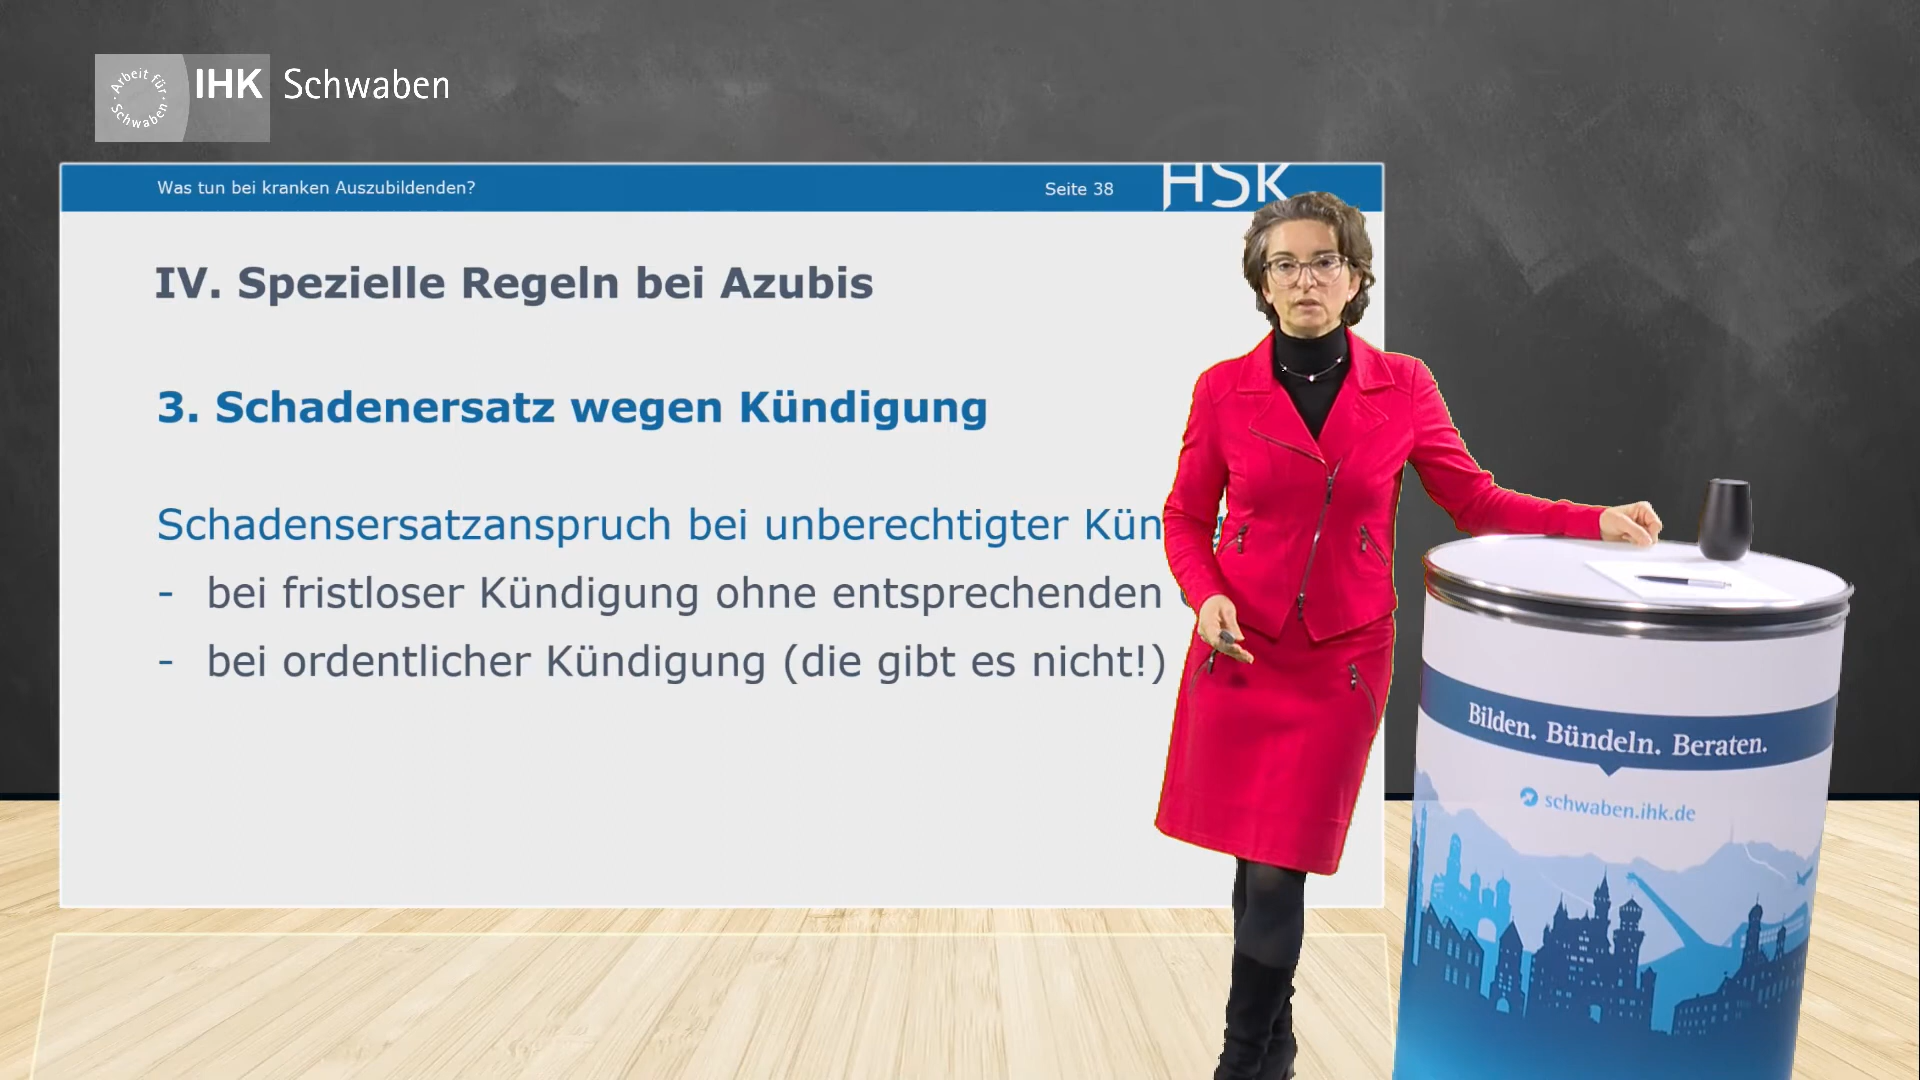 Arbeit für
Schwaben
IHK Schwaben
Was tun bei kranken Auszubildenden?
Seite 38
HSK
IV. Spezielle Regeln bei Azubis
3. Schadenersatz wegen Kündigung
Schadensersatzanspruch bei unberechtigter Kün
- bei fristloser Kündigung ohne entsprechenden
- bei ordentlicher Kündigung (die gibt es nicht!)
Bilden. Bündeln. Beraten.
schwaben.ihk.de